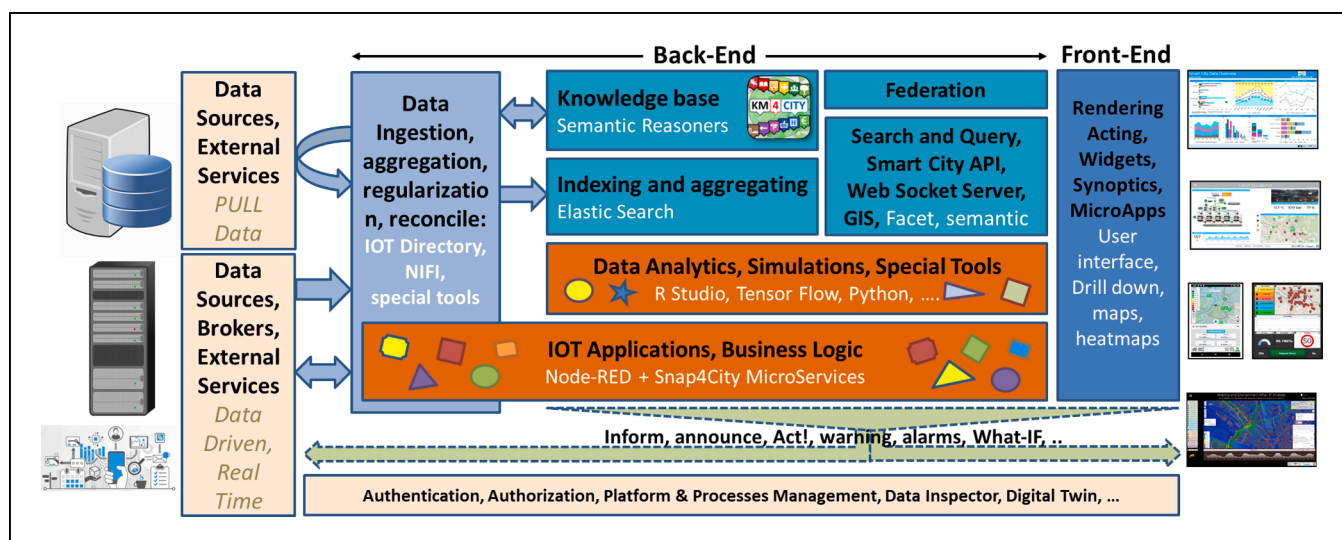 Back-End
Front-End
Data
Sources,
External
Services
PULL
Data
Data
Sources,
Brokers,
External
Services
Data
Driven,
Real
Time
Data
Ingestion,
aggregation,
regularizatio
n, reconcile:
IOT Directory,
NIFI,
special tools
Knowledge base
Semantic Reasoners
KM 4 CITY
Indexing and aggregating
Elastic Search
Federation
Search and Query,
Smart City API,
Web Socket Server,
GIS, Facet, semantic
Data Analytics, Simulations, Special Tools
R Studio, Tensor Flow, Python, ....
IOT Applications, Business Logic
Node-RED + Snap4City MicroServices
Rendering
Acting,
Widgets,
Synoptics,
MicroApps
User
interface,
Drill down,
maps,
heatmaps
50
Inform, announce, Act!, warning, alarms, What-IF, ..
Authentication, Authorization, Platform & Processes Management, Data Inspector, Digital Twin, ...